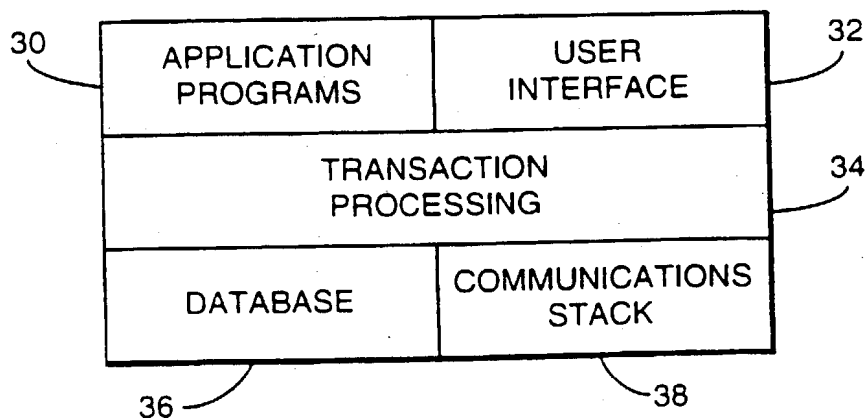 30
APPLICATION
PROGRAMS
USER
INTERFACE
32
TRANSACTION
PROCESSING
34
DATABASE
COMMUNICATIONS
STACK
36
38